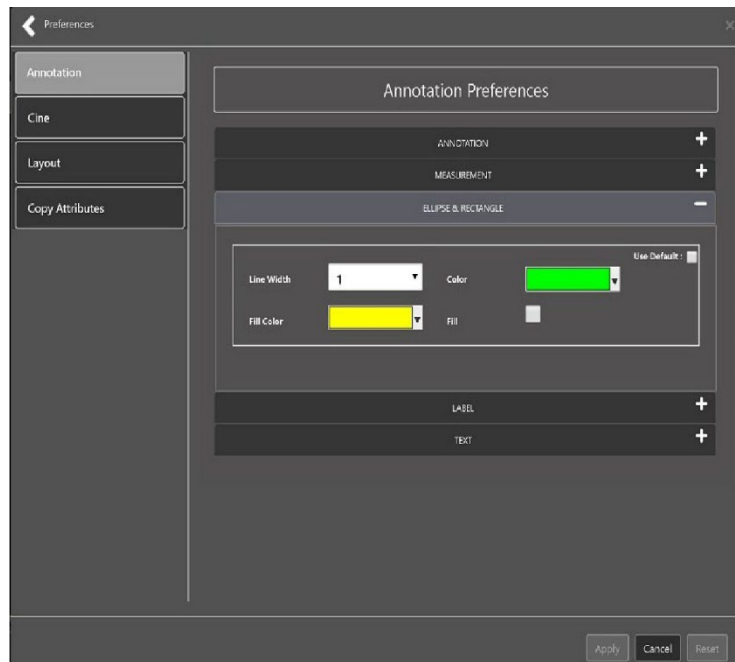 Preferences
Annotation
Cine
Layout
Copy Attributes
Annotation Preferences
ANNOTATION
MEASUREMENT
ELLIPSE & RECTANGLE
Use Default :
Line Width 1 Color
Fill Color Fill
LABEL
TEXT
Apply Cancel Reset